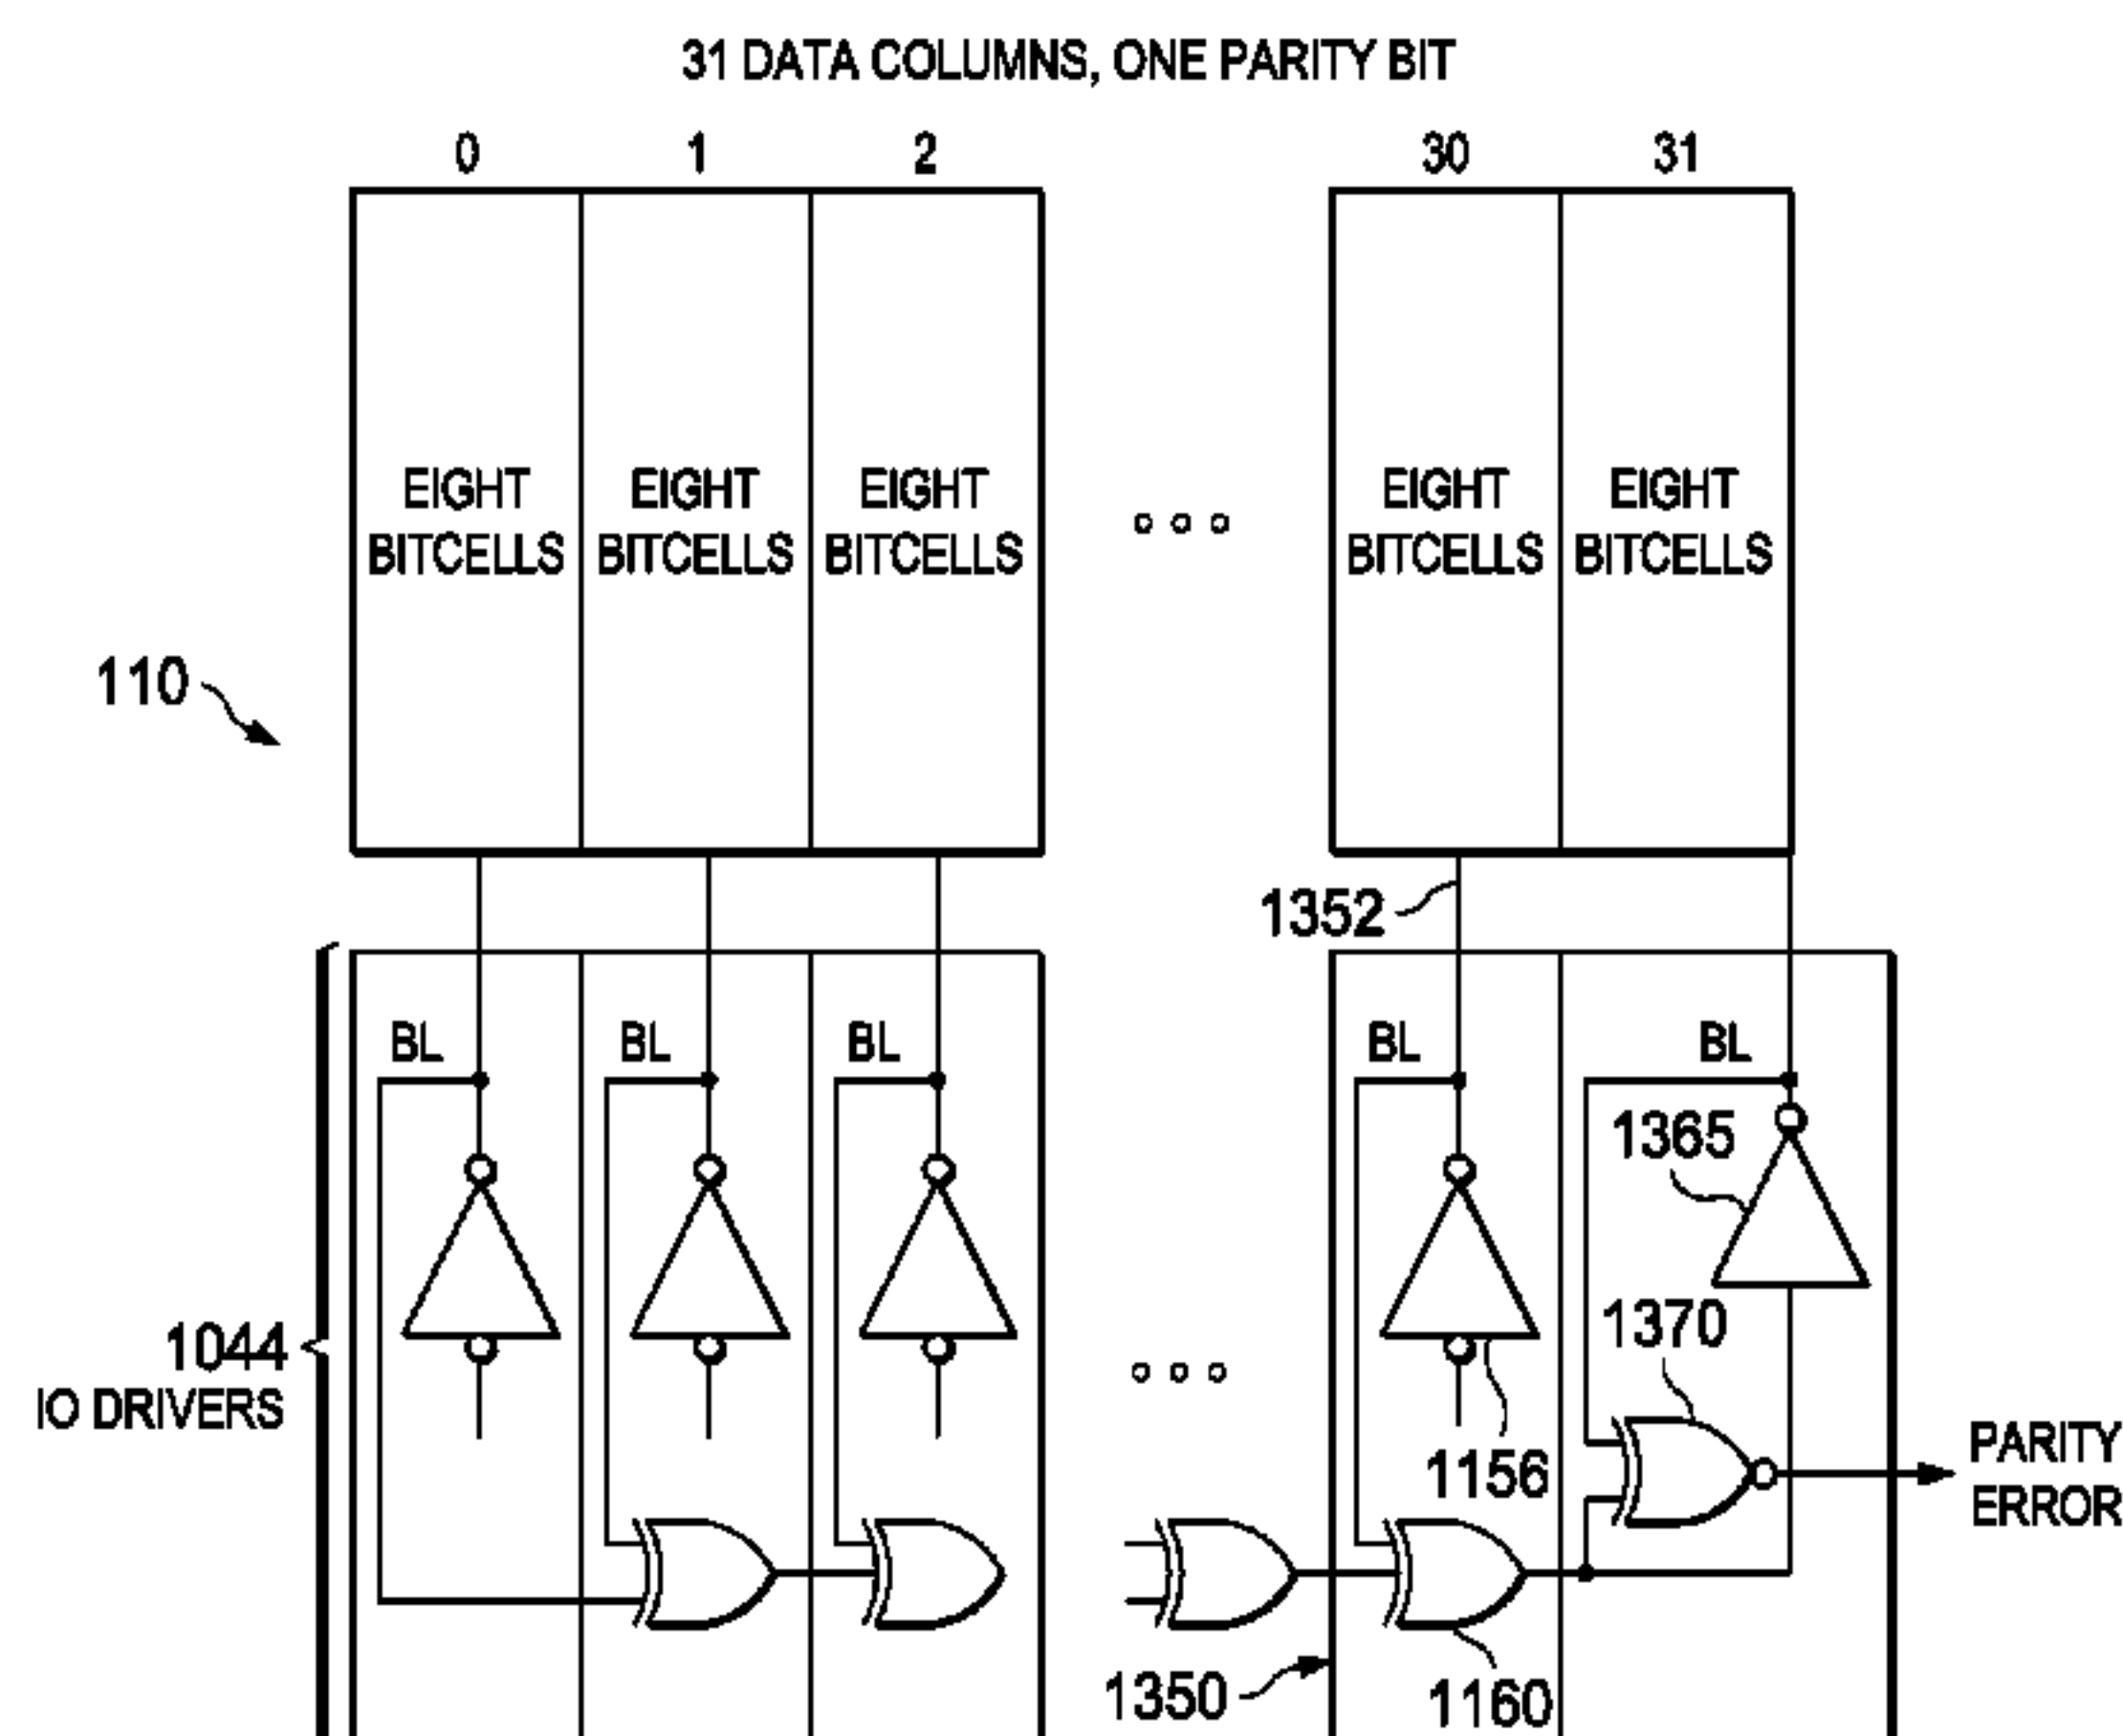 31 DATA COLUMNS, ONE PARITY BIT
0 1 2 30 31
EIGHT BITCELLS
EIGHT BITCELLS
EIGHT BITCELLS
EIGHT BITCELLS
EIGHT BITCELLS
110
1352
BL BL BL BL BL
1365
1370
1044
IO DRIVERS
1156
PARITY
ERROR
1350
1160